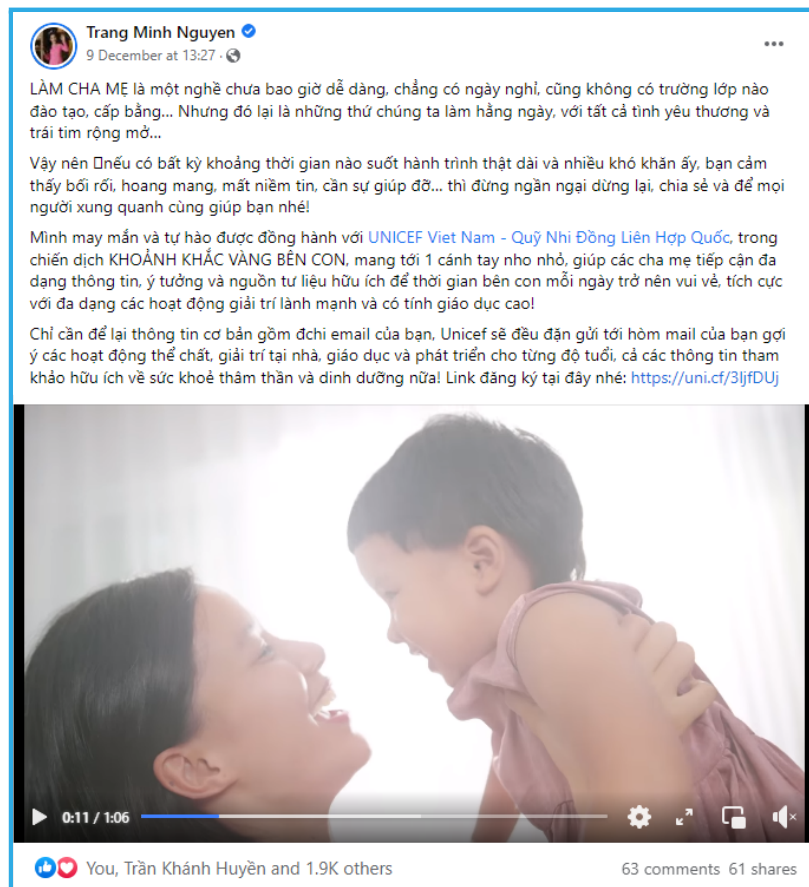 Trang Minh Nguyen
9 December at 13:27 ·
LÀM CHA MẸ là một nghề chưa bao giờ dễ dàng, chẳng có ngày nghỉ, cũng không có trường lớp nào
đào tạo, cấp bằng... Nhưng đó lại là những thứ chúng ta làm hằng ngày, với tất cả tình yêu thương và
trái tim rộng mở...
Vậy nên □nếu có bất kỳ khoảng thời gian nào suốt hành trình thật dài và nhiều khó khăn ấy, bạn cảm
thấy bối rối, hoang mang, mất niềm tin, cần sự giúp đỡ... thì đừng ngần ngại dừng lại, chia sẻ và để mọi
người xung quanh cùng giúp bạn nhé!
Mình may mắn và tự hào được đồng hành với UNICEF Viet Nam - Quỹ Nhi Đồng Liên Hợp Quốc, trong
chiến dịch KHOẢNH KHẮC VÀNG BÊN CON, mang tới 1 cánh tay nho nhỏ, giúp các cha mẹ tiếp cận đa
dạng thông tin, ý tưởng và nguồn tư liệu hữu ích để thời gian bên con mỗi ngày trở nên vui vẻ, tích cực
với đa dạng các hoạt động giải trí lành mạnh và có tính giáo dục cao!
Chỉ cần để lại thông tin cơ bản gồm đchi email của bạn, Unicef sẽ đều đặn gửi tới hòm mail của bạn gợi
ý các hoạt động thể chất, giải trí tại nhà, giáo dục và phát triển cho từng độ tuổi, cả các thông tin tham
khảo hữu ích về sức khoẻ thâm thần và dinh dưỡng nữa! Link đăng ký tại đây nhé: https://uni.cf/3ljfDUj
0:11 / 1:06
You, Trần Khánh Huyền and 1.9K others
63 comments 61 shares